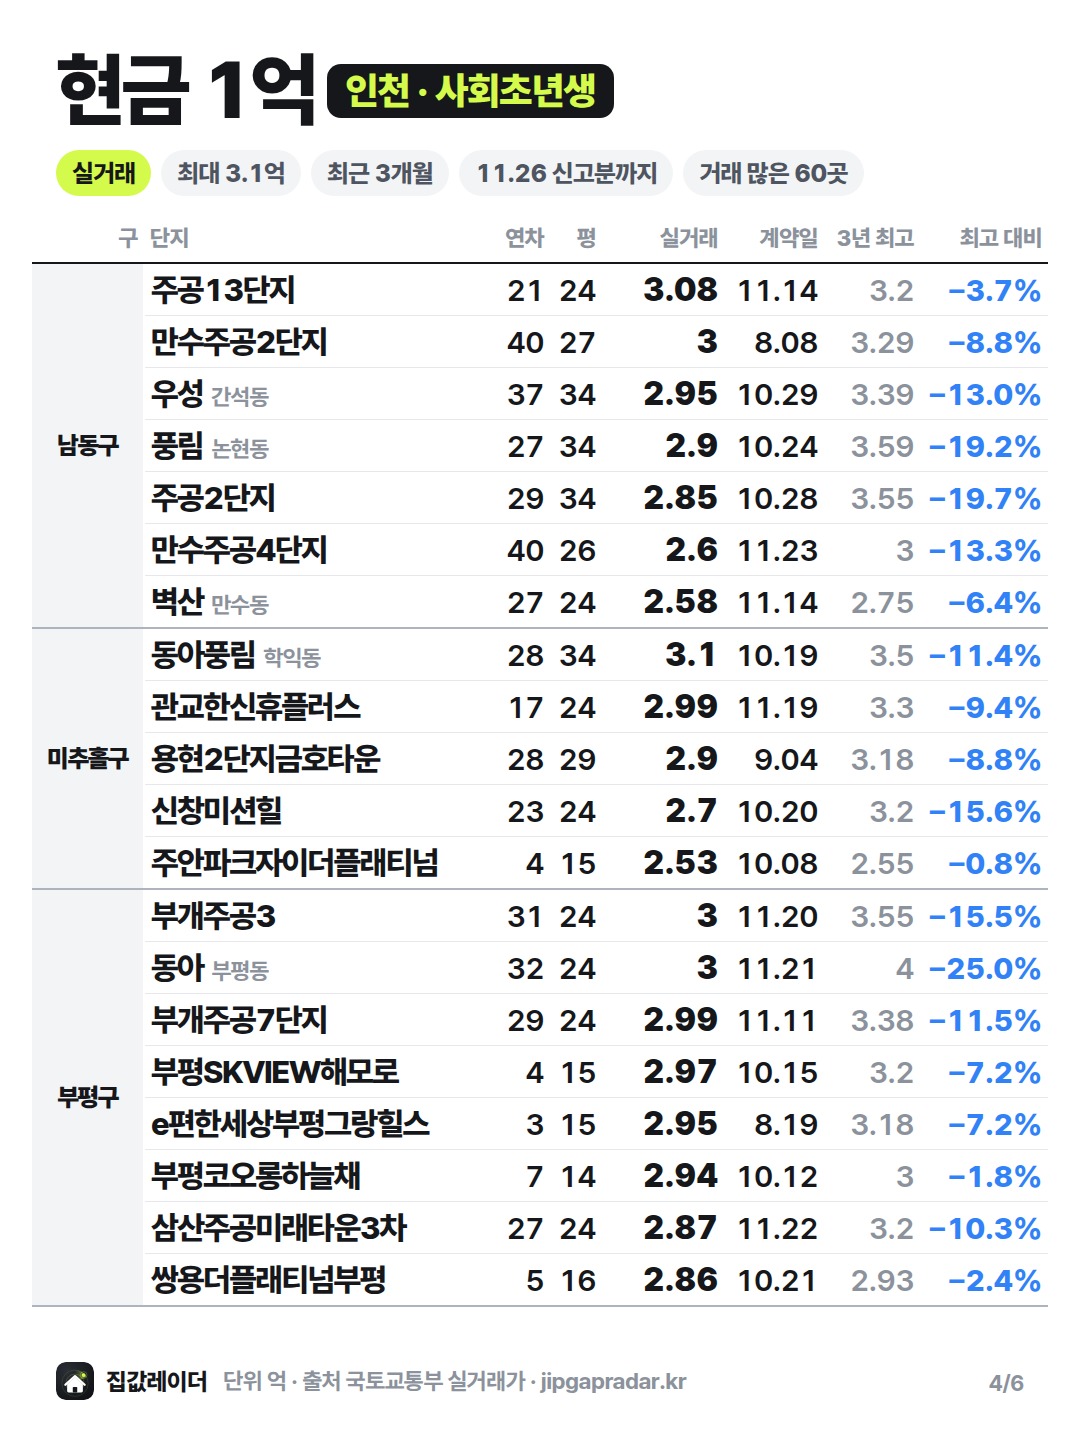 현금 1억 인천 · 사회초년생
실거래 최대 3.1억 최근 3개월 11.26 신고분까지 거래 많은 60곳
구 단지 연차 평 실거래 계약일 3년 최고 최고 대비
남동구
주공13단지 21 24 3.08 11.14 3.2 −3.7%
만수주공2단지 40 27 3 8.08 3.29 −8.8%
우성 간석동 37 34 2.95 10.29 3.39 −13.0%
풍림 논현동 27 34 2.9 10.24 3.59 −19.2%
주공2단지 29 34 2.85 10.28 3.55 −19.7%
만수주공4단지 40 26 2.6 11.23 3 −13.3%
벽산 만수동 27 24 2.58 11.14 2.75 −6.4%
미추홀구
동아풍림 학익동 28 34 3.1 10.19 3.5 −11.4%
관교한신휴플러스 17 24 2.99 11.19 3.3 −9.4%
용현2단지금호타운 28 29 2.9 9.04 3.18 −8.8%
신창미션힐 23 24 2.7 10.20 3.2 −15.6%
주안파크자이더플래티넘 4 15 2.53 10.08 2.55 −0.8%
부평구
부개주공3 31 24 3 11.20 3.55 −15.5%
동아 부평동 32 24 3 11.21 4 −25.0%
부개주공7단지 29 24 2.99 11.11 3.38 −11.5%
부평SKVIEW해모로 4 15 2.97 10.15 3.2 −7.2%
e편한세상부평그랑힐스 3 15 2.95 8.19 3.18 −7.2%
부평코오롱하늘채 7 14 2.94 10.12 3 −1.8%
삼산주공미래타운3차 27 24 2.87 11.22 3.2 −10.3%
쌍용더플래티넘부평 5 16 2.86 10.21 2.93 −2.4%
집값레이더 단위 억 · 출처 국토교통부 실거래가 · jipgapradar.kr 4/6